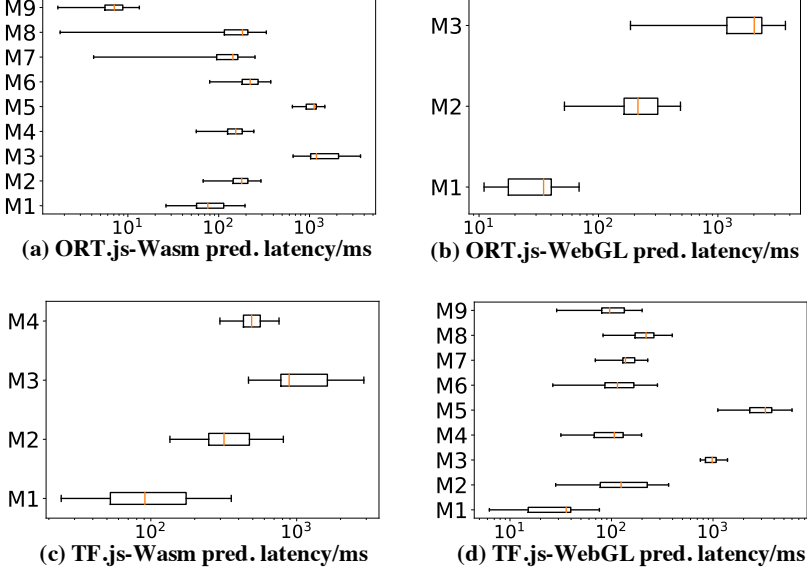 M9
M8
M7
M6
M5
M4
M3
M2
M1
10^1 10^2 10^3
(a) ORT.js-Wasm pred. latency/ms
M3
M2
M1
10^1 10^2 10^3
(b) ORT.js-WebGL pred. latency/ms
M4
M3
M2
M1
10^2 10^3
(c) TF.js-Wasm pred. latency/ms
M9
M8
M7
M6
M5
M4
M3
M2
M1
10^1 10^2 10^3
(d) TF.js-WebGL pred. latency/ms